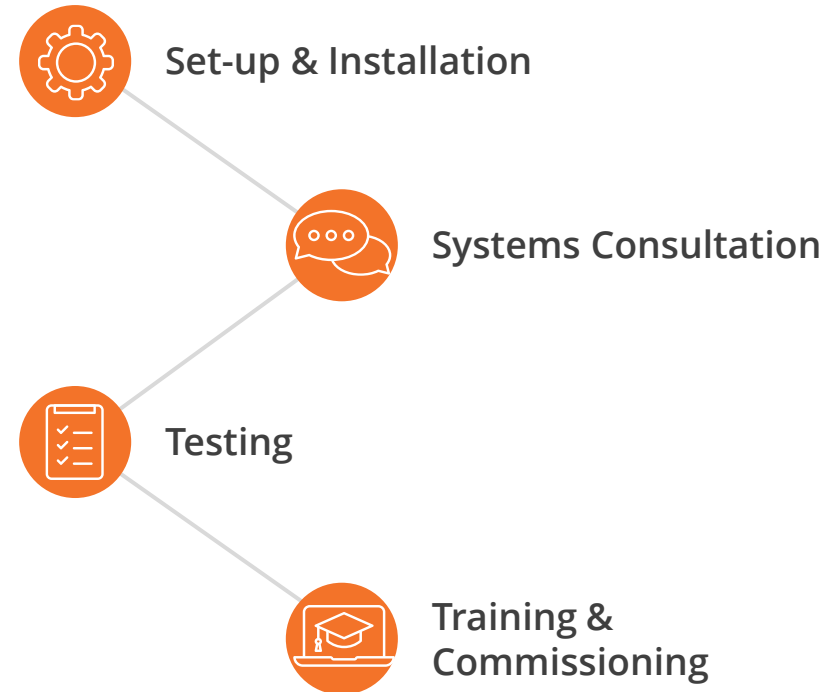 Set-up & Installation
Systems Consultation
Testing
Training &
Commissioning